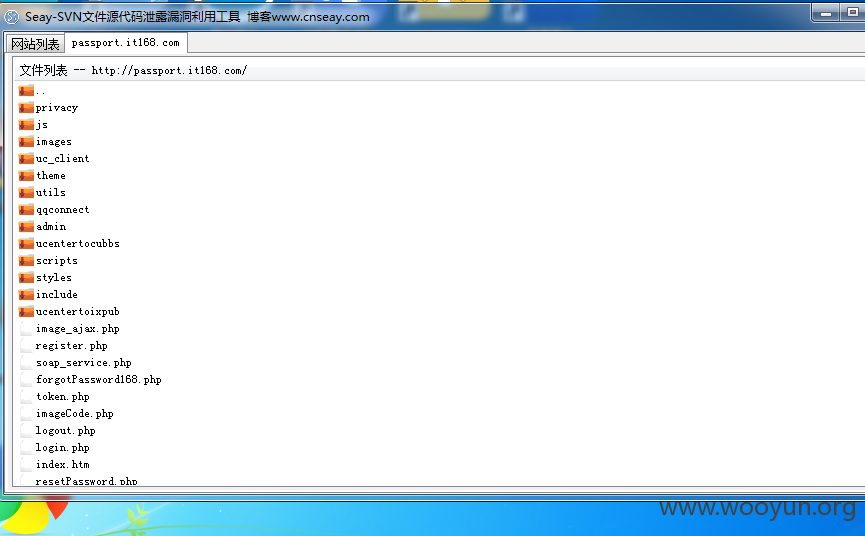 Seay-SVN文件源代码泄露漏洞利用工具 博客www.cnseay.com
网站列表 passport.it168.com
文件列表 -- http://passport.it168.com/
..
privacy
js
images
uc_client
theme
utils
qqconnect
admin
ucentertocubbs
scripts
styles
include
ucentertoixpub
image_ajax.php
register.php
soap_service.php
forgotPassword168.php
token.php
imageCode.php
logout.php
login.php
index.htm
resetPassword.php
www.wooyun.org